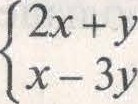 2x + y
x - 3y